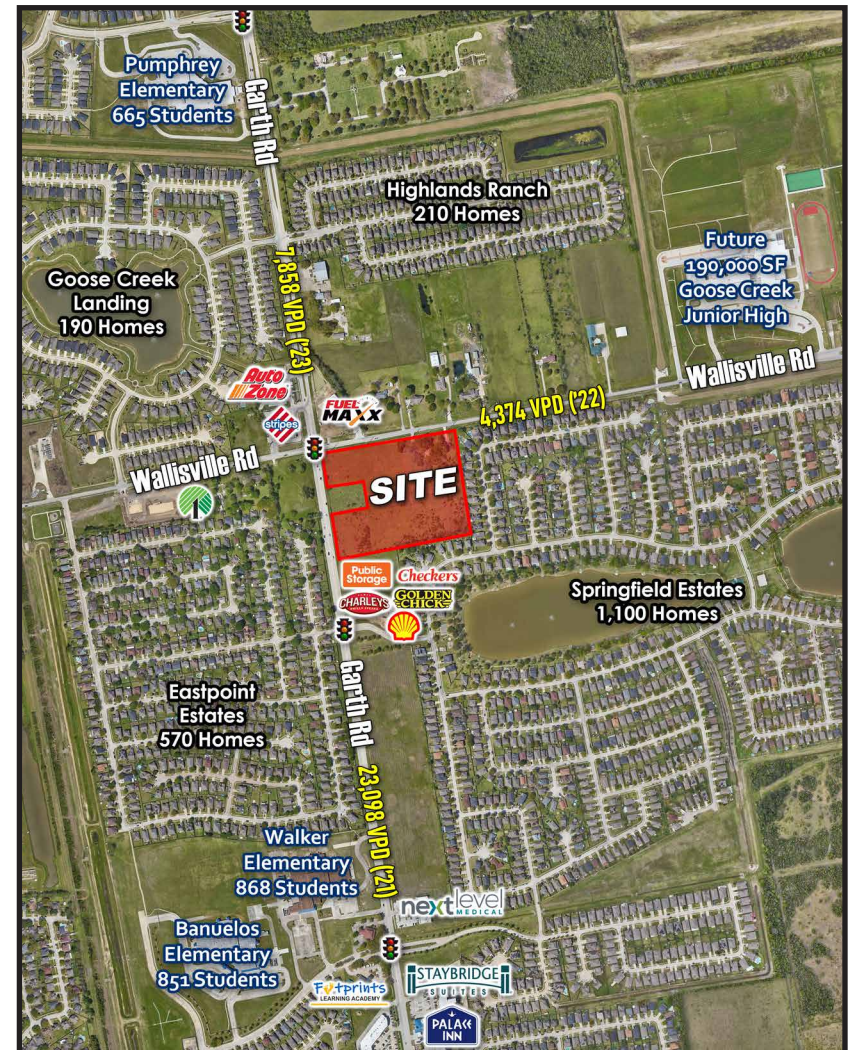 Pumphrey
Elementary
665 Students
Garth Rd
Highlands Ranch
210 Homes
Future
190,000 SF
Goose Creek
Junior High
Goose Creek
Landing
190 Homes
7,858 VPD ('23)
Auto
Zone
stripes
FUEL
MAXX
4,374 VPD ('22)
Wallisville Rd
Wallisville Rd
SITE
Public
Storage
Checkers
CHARLEYS
GOLDEN
CHICK
Springfield Estates
1,100 Homes
Eastpoint
Estates
570 Homes
Garth Rd
23,098 VPD ('21)
Walker
Elementary
868 Students
next level
MEDICAL
Banuelos
Elementary
851 Students
Footprints
LEARNING ACADEMY
STAYBRIDGE
SUITES
PALACE
INN